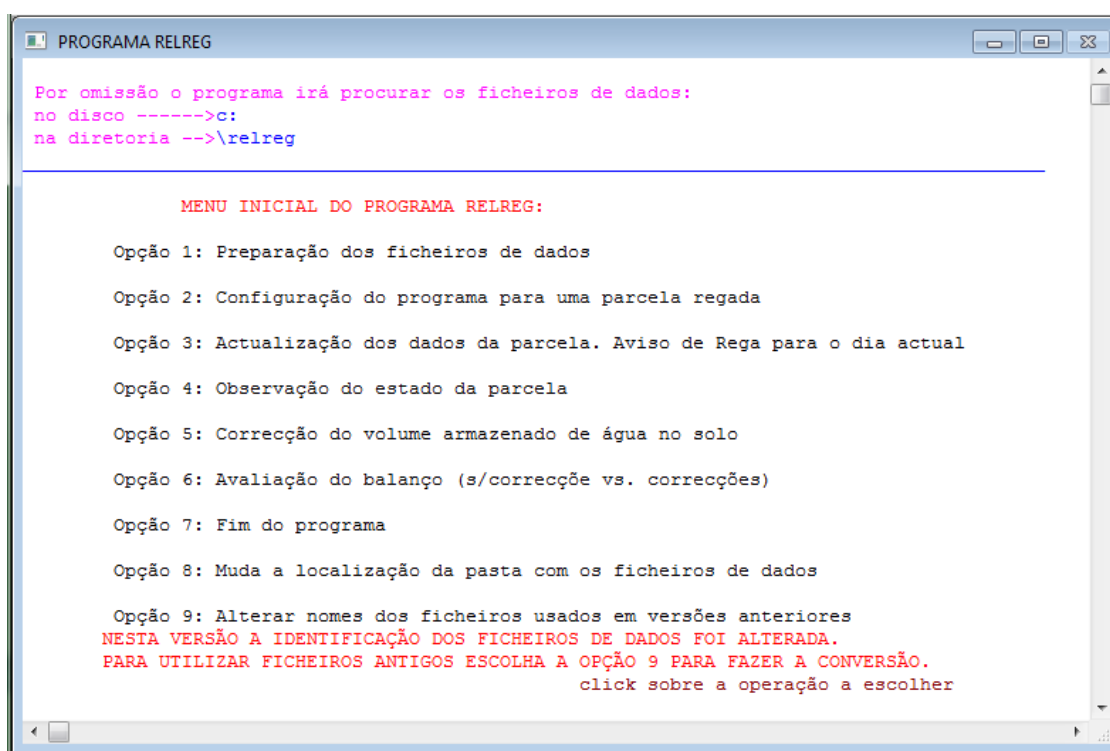 PROGRAMA RELREG
Por omissão o programa irá procurar os ficheiros de dados:
no disco ------>c:
na diretoria -->\relreg
MENU INICIAL DO PROGRAMA RELREG:
Opção 1: Preparação dos ficheiros de dados
Opção 2: Configuração do programa para uma parcela regada
Opção 3: Actualização dos dados da parcela. Aviso de Rega para o dia actual
Opção 4: Observação do estado da parcela
Opção 5: Correcção do volume armazenado de água no solo
Opção 6: Avaliação do balanço (s/correcçõe vs. correcções)
Opção 7: Fim do programa
Opção 8: Muda a localização da pasta com os ficheiros de dados
Opção 9: Alterar nomes dos ficheiros usados em versões anteriores
NESTA VERSÃO A IDENTIFICAÇÃO DOS FICHEIROS DE DADOS FOI ALTERADA.
PARA UTILIZAR FICHEIROS ANTIGOS ESCOLHA A OPÇÃO 9 PARA FAZER A CONVERSÃO.
click sobre a operação a escolher